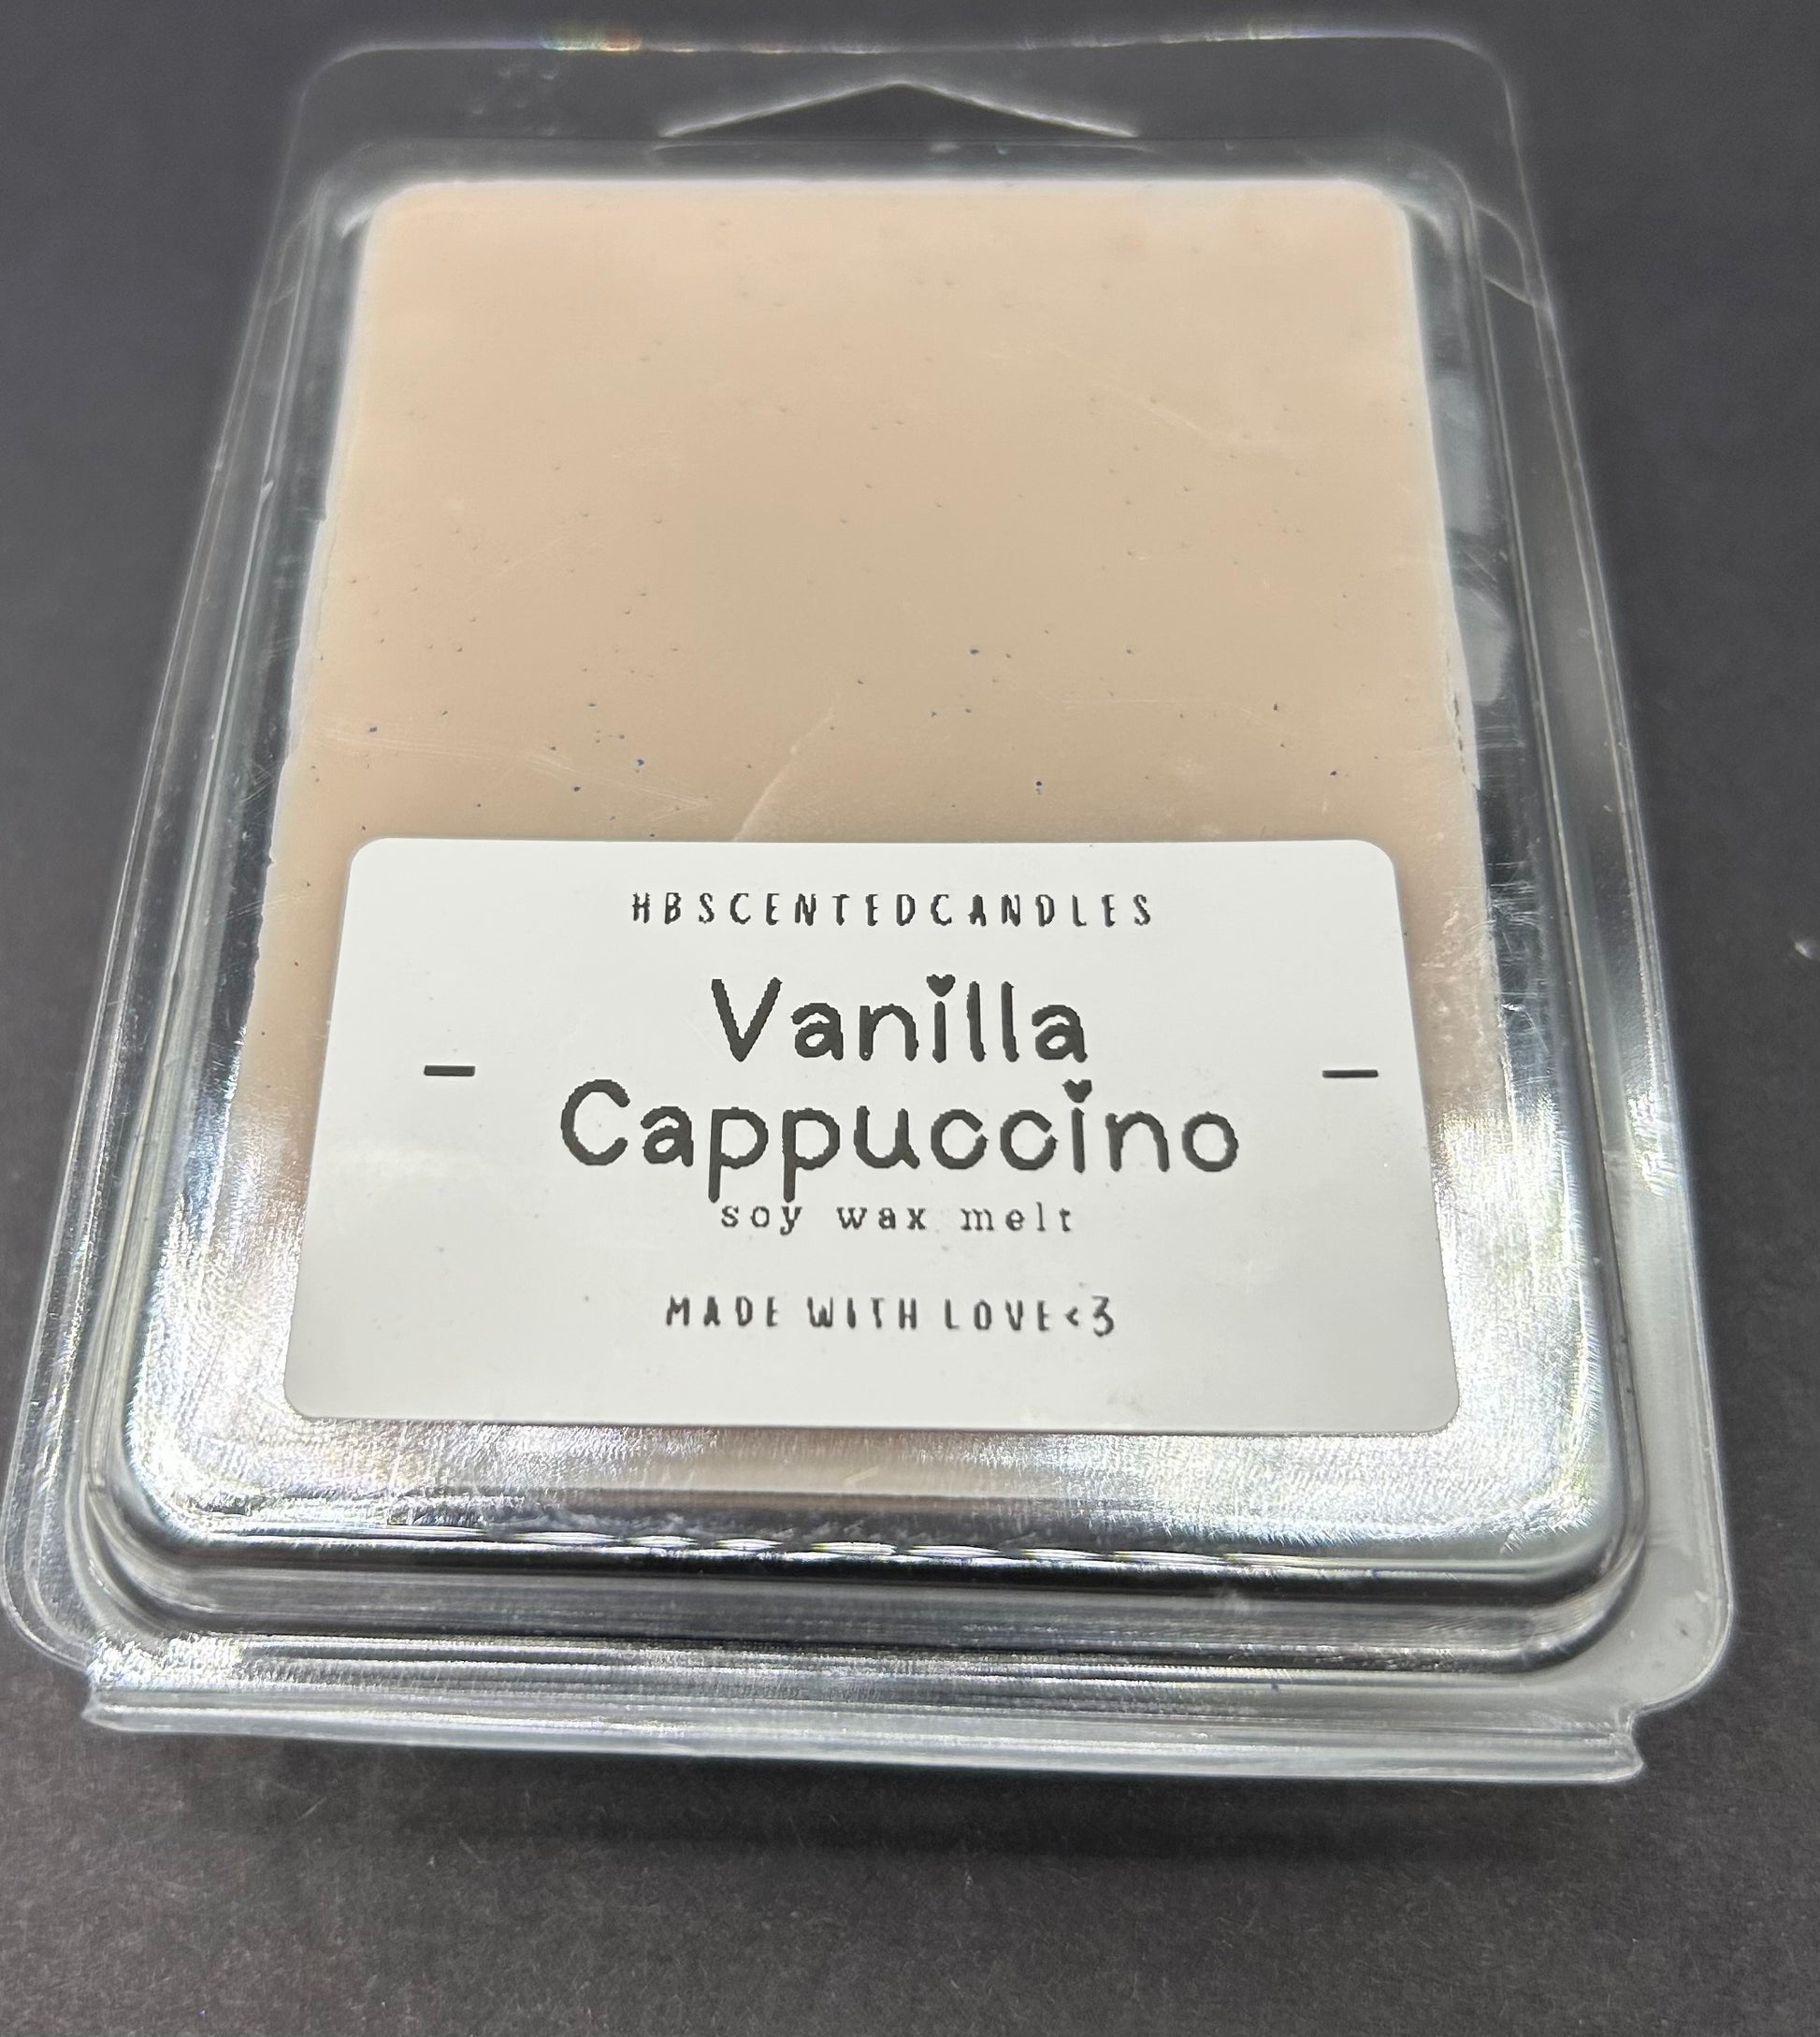 HBSCENTEDCANDLES
Vanilla
Cappuccino
soy wax melt
MADE WITH LOVE<3